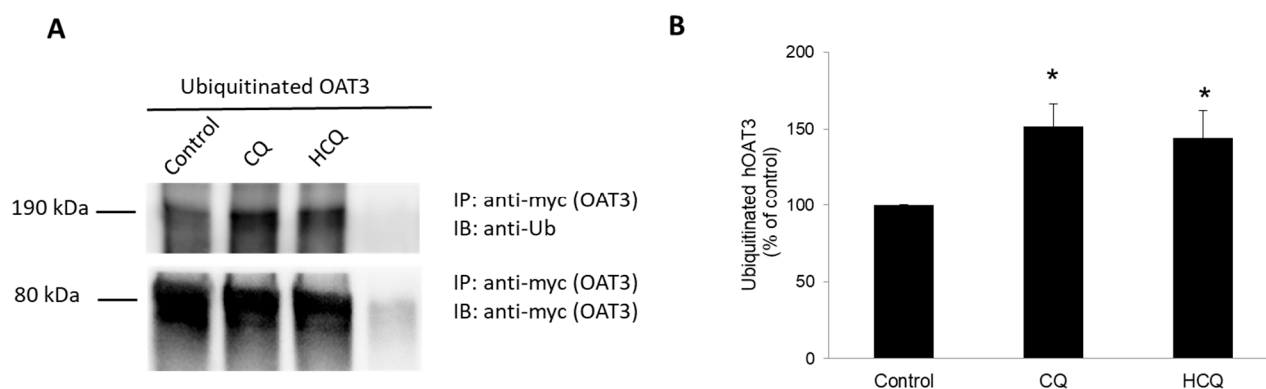 A
Ubiquitinated OAT3
Control
CQ
HCQ
190 kDa
IP: anti-myc (OAT3)
IB: anti-Ub
80 kDa
IP: anti-myc (OAT3)
IB: anti-myc (OAT3)
B
Ubiquitinated hOAT3
(% of control)
200
150
100
50
0
*
*
Control
CQ
HCQ